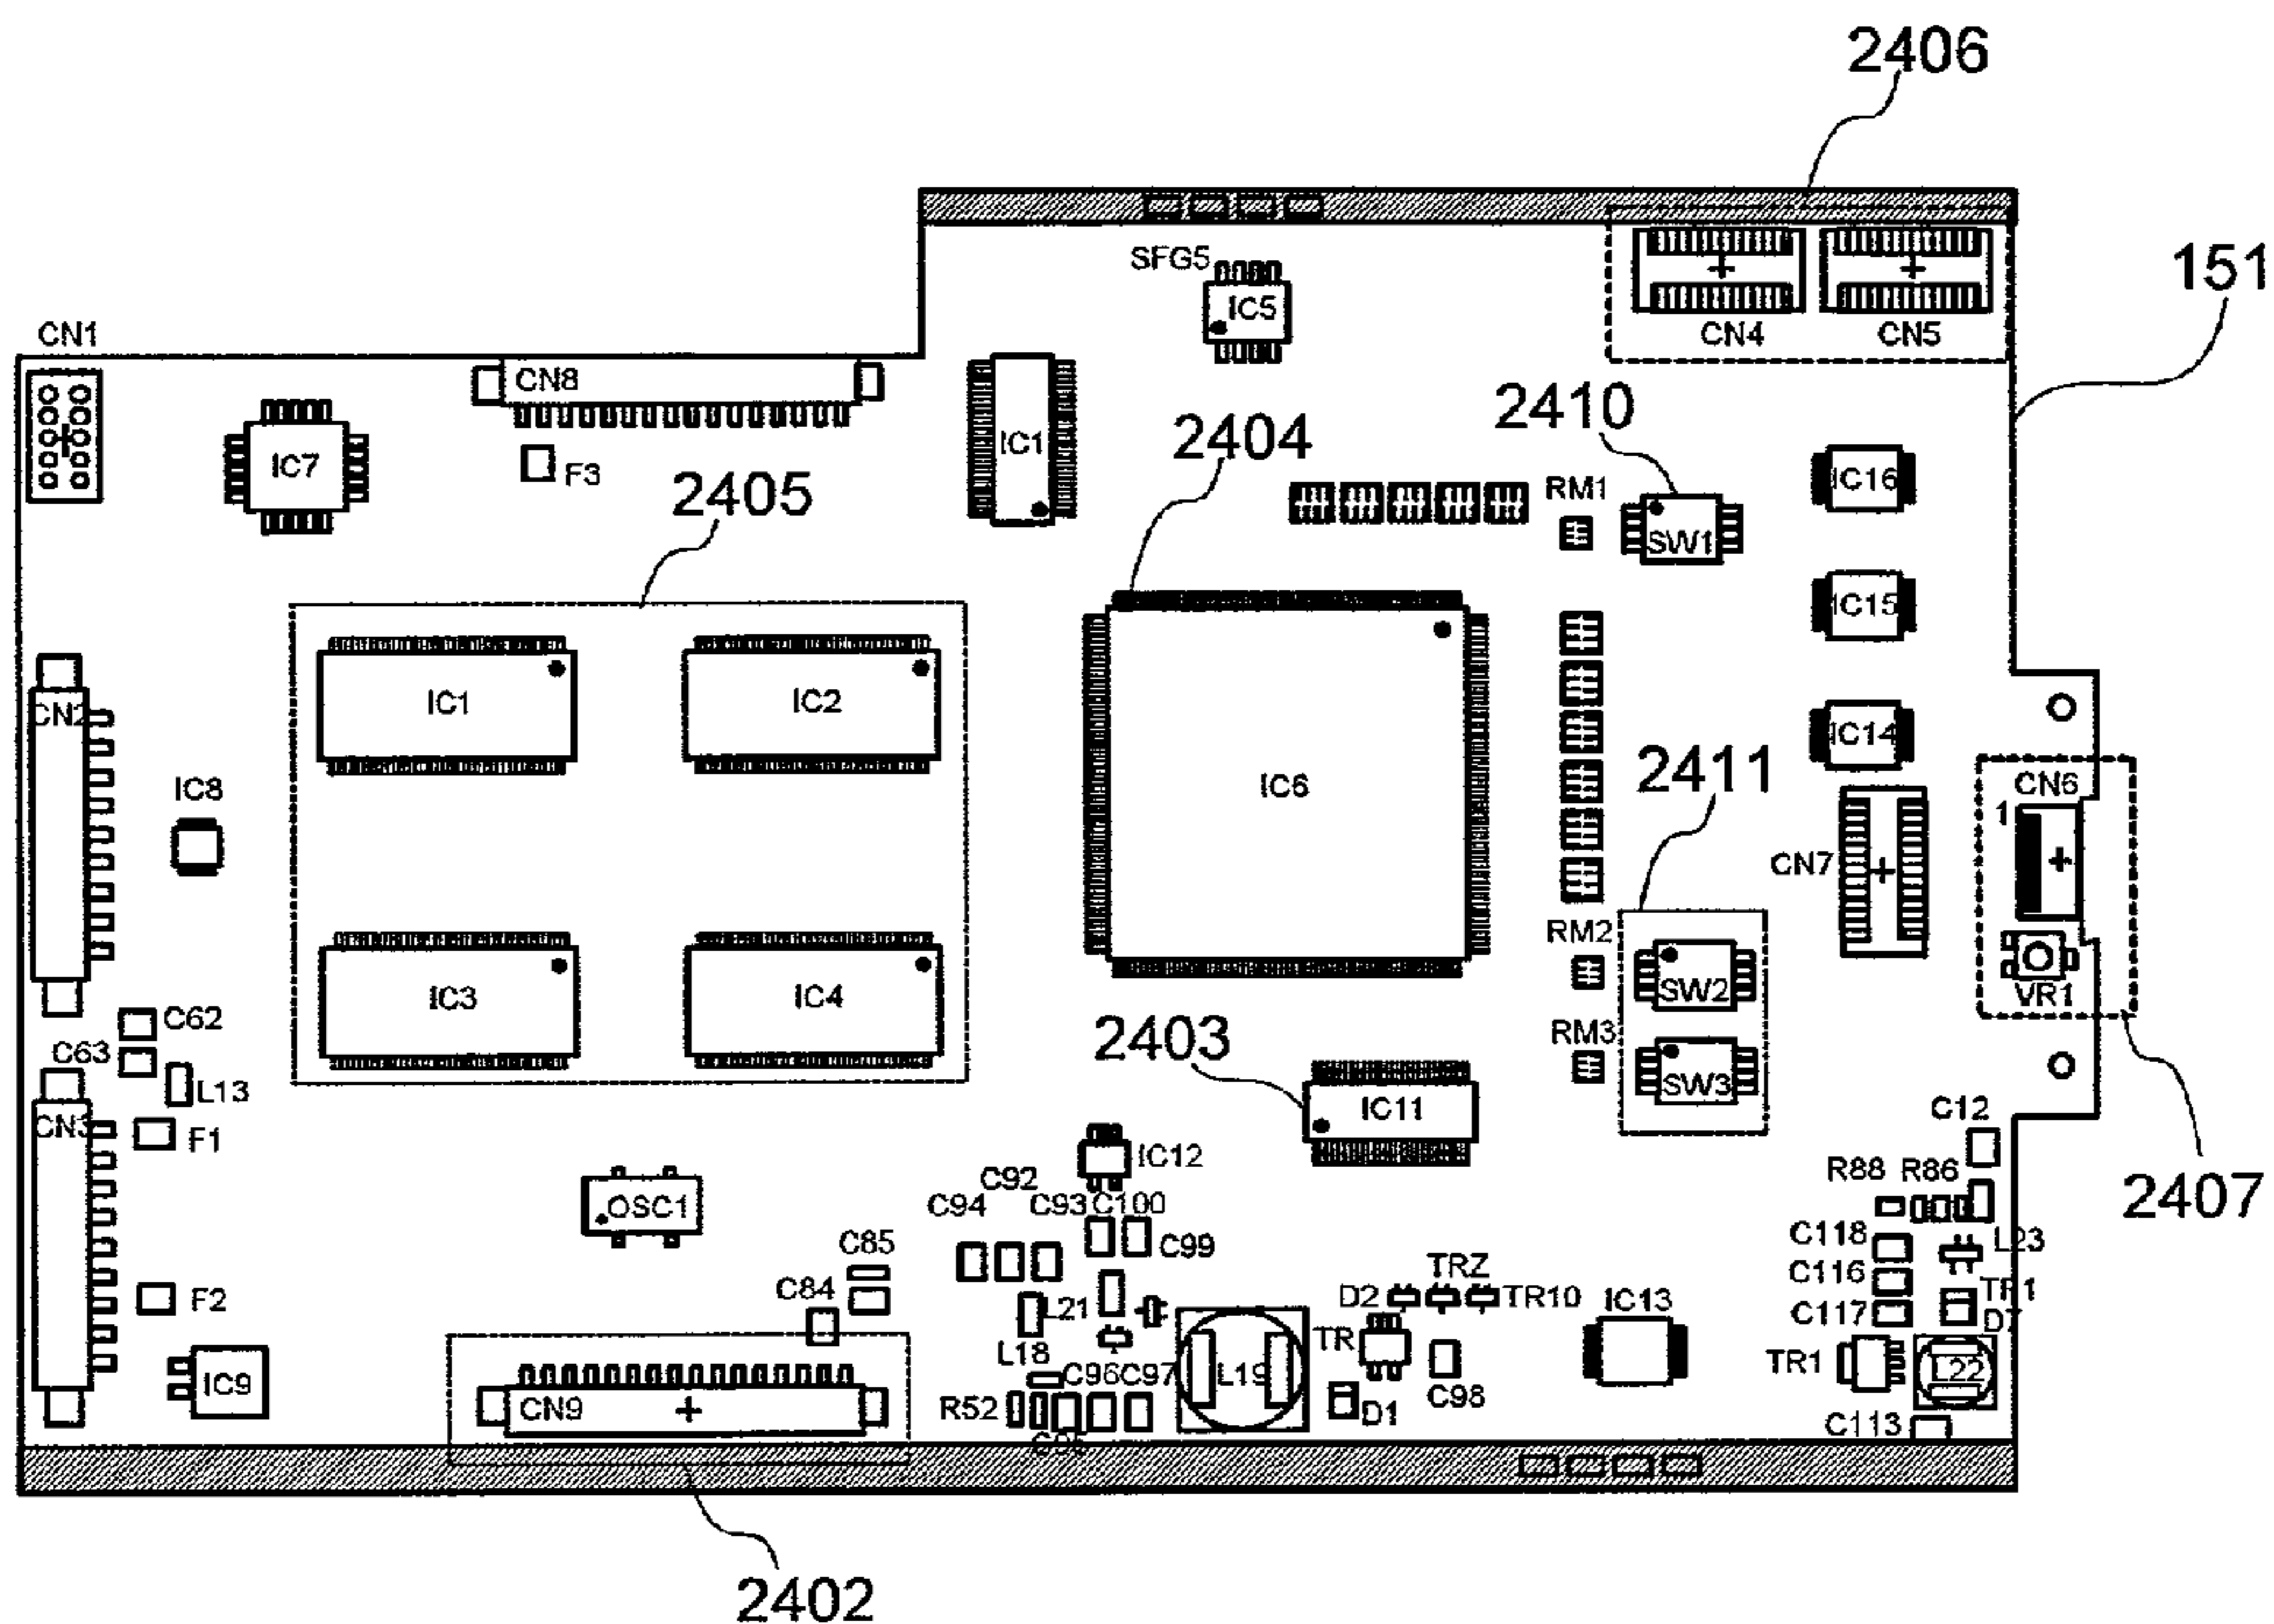 2406
151
SFG5
IC5
CN4
CN5
CN1
CN8
2410
2404
IC7
IC1
F3
2405
RM1
SW1
IC16
IC15
IC1
IC2
CN2
IC14
2411
CN6
IC6
1
IC8
CN7
RM2
SW2
VR1
IC3
IC4
C62
RM3
2403
C63
SW3
L13
IC11
C12
CN3
F1
IC12
R88
R86
2407
C92
C94
C93
C100
OSC1
C99
C118
L23
C85
TRZ
C116
C84
D2
TR10
IC13
TR1
F2
L21
C117
TR
L18
TR1
L22
IC9
C96
C97
L19
C98
CN9
R52
D1
C113
2402